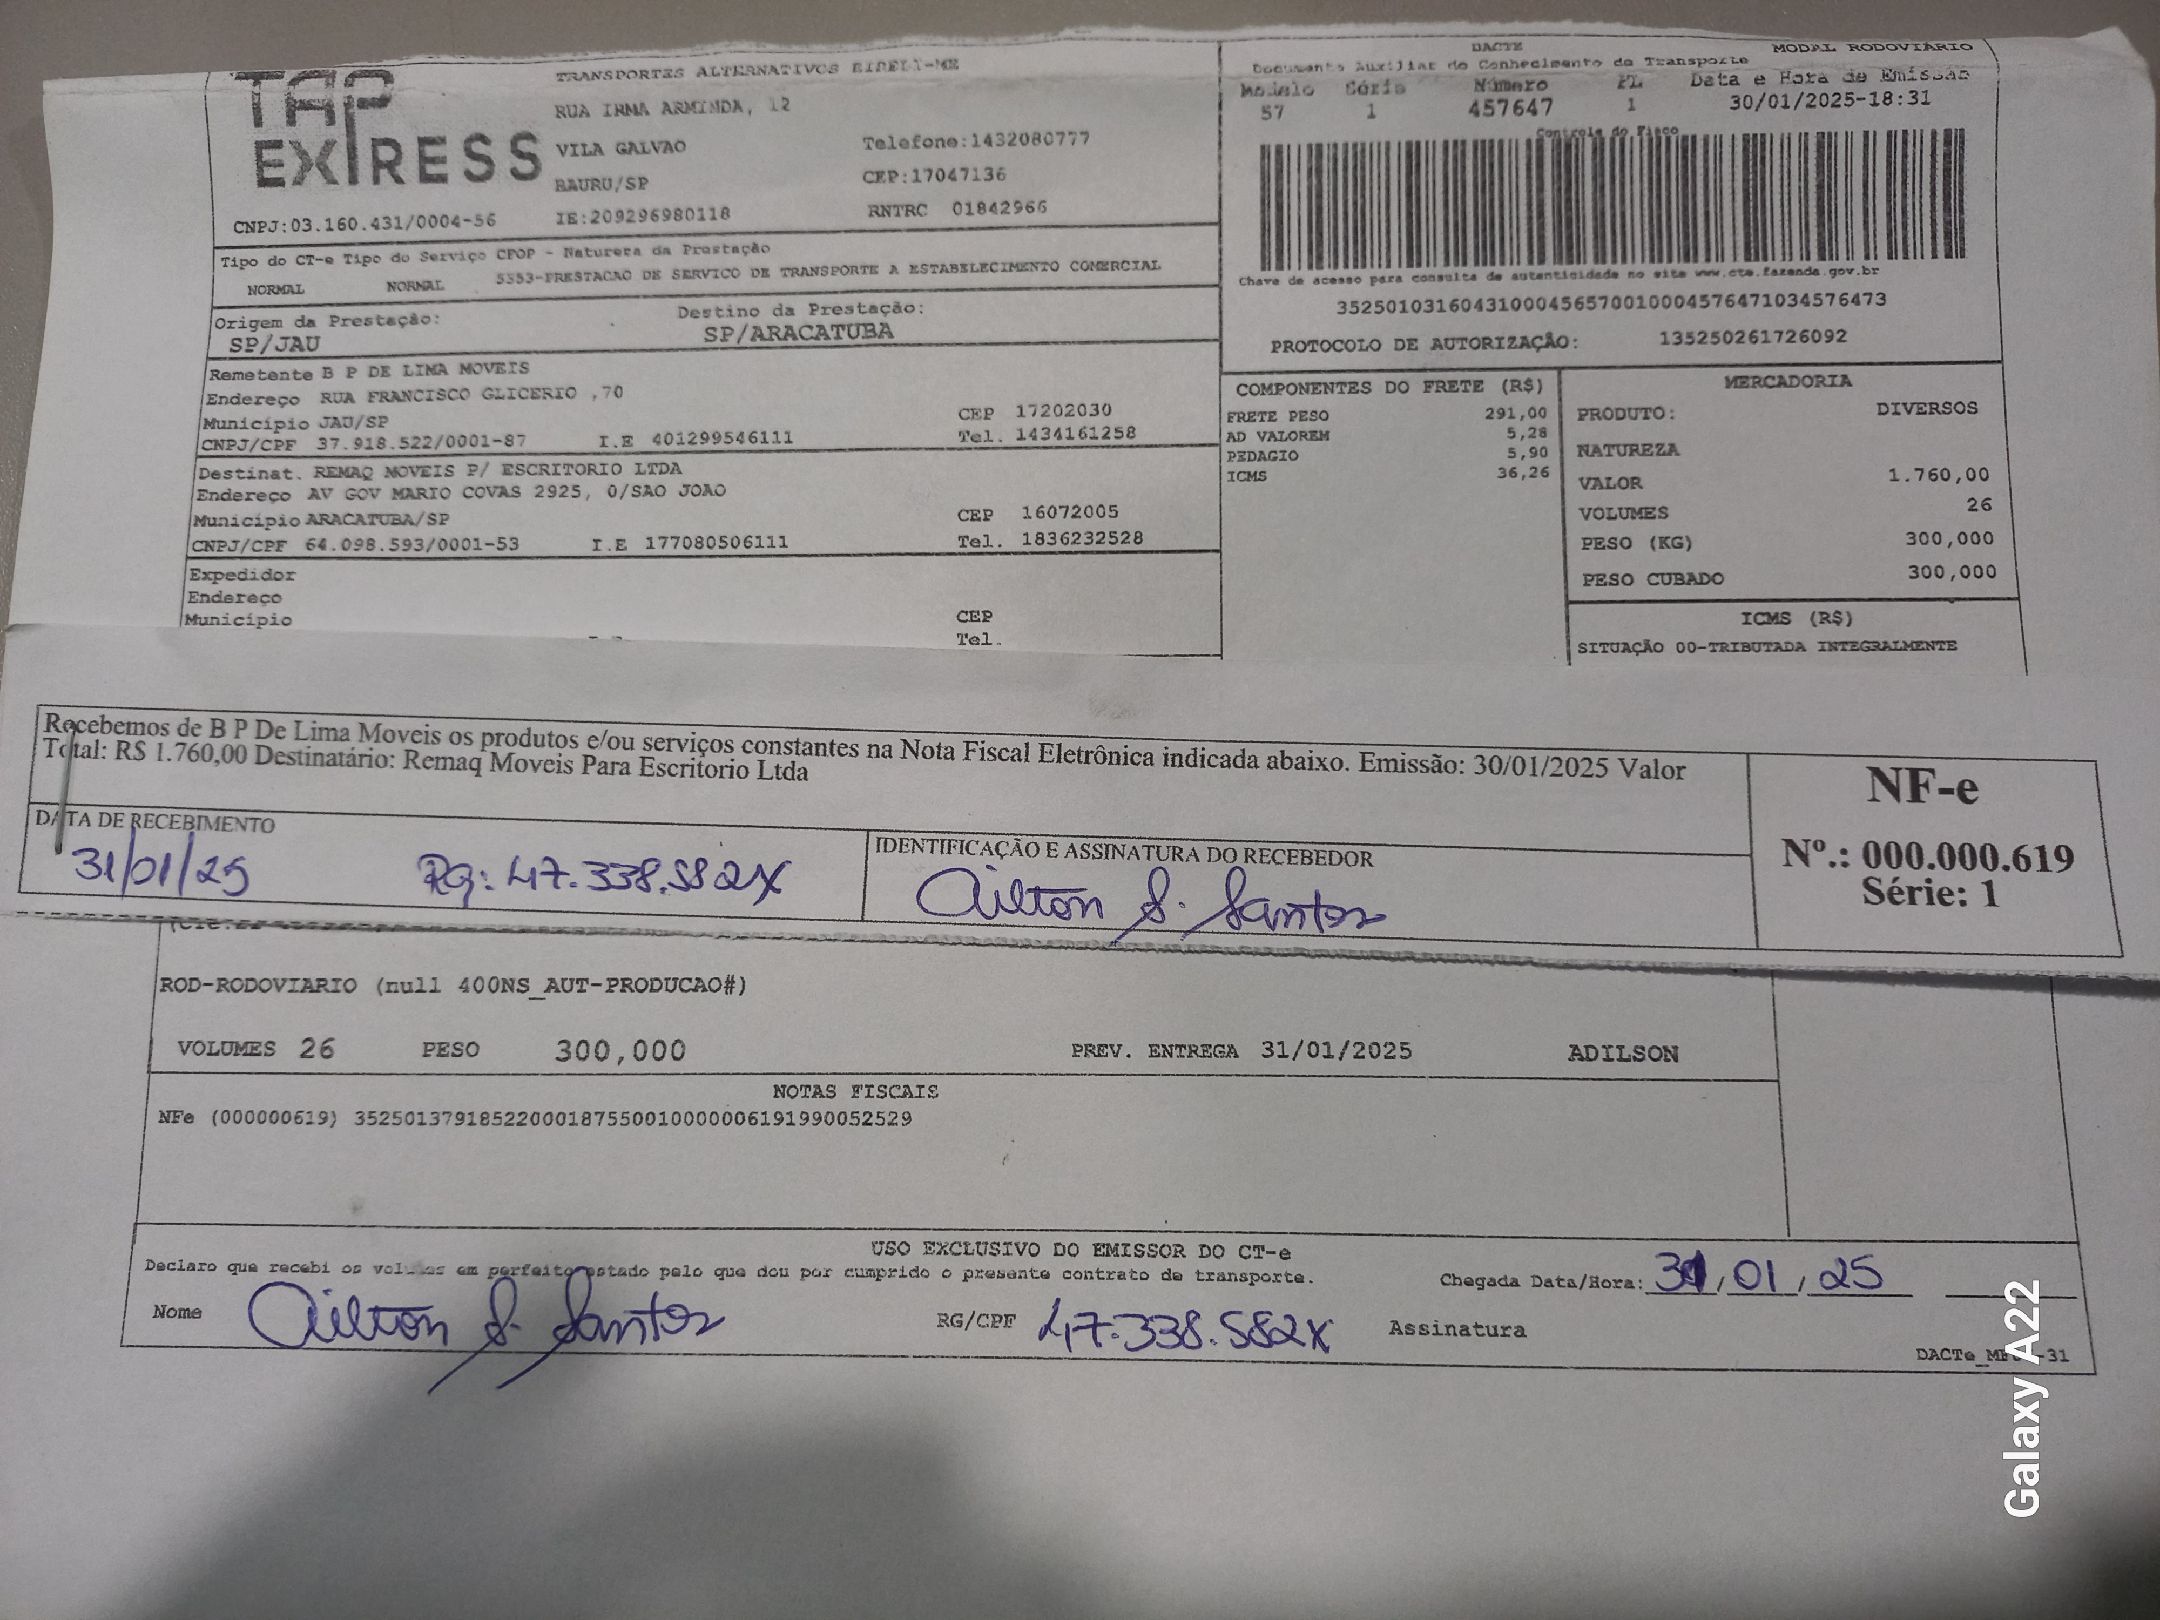 TAP EXPRESS
TRANSPORTES ALTERNATIVOS EIRELI-ME
RUA IRMA ARMINDA, 12
VILA GALVAO
Telefone:1432080777
BAURU/SP
CEP:17047136
CNPJ:03.160.431/0004-56
IE:209296980118
RNTRC 01842966
DACTE
MODAL RODOVIÁRIO
Documento Auxiliar do Conhecimento de Transporte
Modelo Série Número FL Data e Hora de Emissão
57 1 457647 1 30/01/2025-18:31
Controle do Fisco
Chave de acesso para consulta de autenticidade no site www.cte.fazenda.gov.br
35250103160431000456570010004576471034576473
PROTOCOLO DE AUTORIZAÇÃO: 135250261726092
Tipo do CT-e Tipo do Serviço CFOP - Natureza da Prestação
NORMAL NORMAL 5353-PRESTACAO DE SERVICO DE TRANSPORTE A ESTABELECIMENTO COMERCIAL
Origem da Prestação: Destino da Prestação:
SP/JAU SP/ARACATUBA
Remetente B P DE LIMA MOVEIS
Endereço RUA FRANCISCO GLICERIO ,70
Município JAU/SP CEP 17202030
CNPJ/CPF 37.918.522/0001-87 I.E 401299546111 Tel. 1434161258
Destinat. REMAQ MOVEIS P/ ESCRITORIO LTDA
Endereço AV GOV MARIO COVAS 2925, 0/SAO JOAO
Município ARACATUBA/SP CEP 16072005
CNPJ/CPF 64.098.593/0001-53 I.E 177080506111 Tel. 1836232528
Expedidor
Endereço
Município CEP
Tel.
COMPONENTES DO FRETE (R$)
FRETE PESO 291,00
AD VALOREM 5,28
PEDAGIO 5,90
ICMS 36,26
MERCADORIA
PRODUTO: DIVERSOS
NATUREZA
VALOR 1.760,00
VOLUMES 26
PESO (KG) 300,000
PESO CUBADO 300,000
ICMS (R$)
SITUAÇÃO 00-TRIBUTADA INTEGRALMENTE
Recebemos de B P De Lima Moveis os produtos e/ou serviços constantes na Nota Fiscal Eletrônica indicada abaixo. Emissão: 30/01/2025 Valor
Total: R$ 1.760,00 Destinatário: Remaq Moveis Para Escritorio Ltda
DATA DE RECEBIMENTO
31/01/25 RG: 47.338.582X
IDENTIFICAÇÃO E ASSINATURA DO RECEBEDOR
Ailton S. Santos
NF-e
Nº.: 000.000.619
Série: 1
ROD-RODOVIARIO (null 400NS_AUT-PRODUCAO#)
VOLUMES 26 PESO 300,000 PREV. ENTREGA 31/01/2025 ADILSON
NOTAS FISCAIS
NFe (000000619) 35250137918522000187550010000006191990052529
USO EXCLUSIVO DO EMISSOR DO CT-e
Declaro que recebi os volumes em perfeito estado pelo que dou por cumprido o presente contrato de transporte.
Chegada Data/Hora: 31/01/25
Nome Ailton S. Santos RG/CPF 47.338.582X Assinatura
Galaxy A22